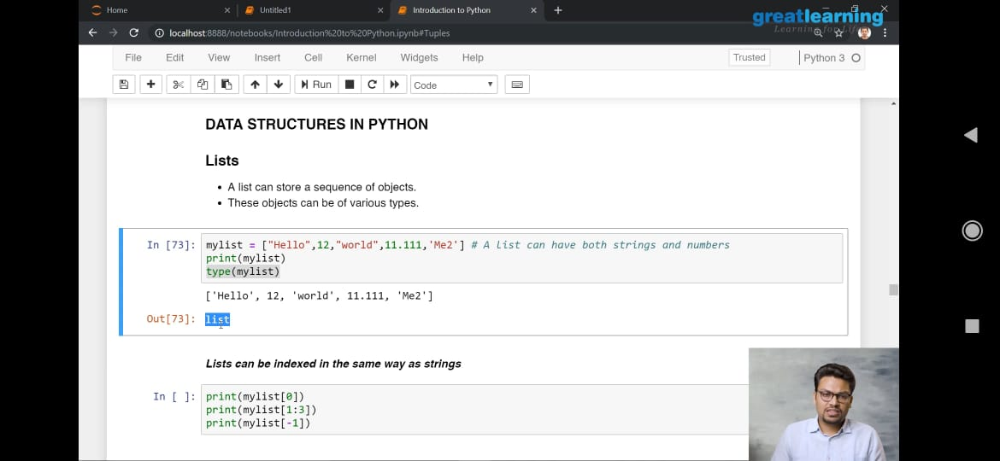 Home
Untitled1
Introduction to Python
greatlearning
Learning for Life
localhost:8888/notebooks/Introduction%20to%20Python.ipynb#Tuples
File Edit View Insert Cell Kernel Widgets Help Trusted Python 3
Run Code
DATA STRUCTURES IN PYTHON
Lists
• A list can store a sequence of objects.
• These objects can be of various types.
In [73]: mylist = ["Hello",12,"world",11.111,'Me2'] # A list can have both strings and numbers
print(mylist)
type(mylist)
['Hello', 12, 'world', 11.111, 'Me2']
Out[73]: list
Lists can be indexed in the same way as strings
In [ ]: print(mylist[0])
print(mylist[1:3])
print(mylist[-1])